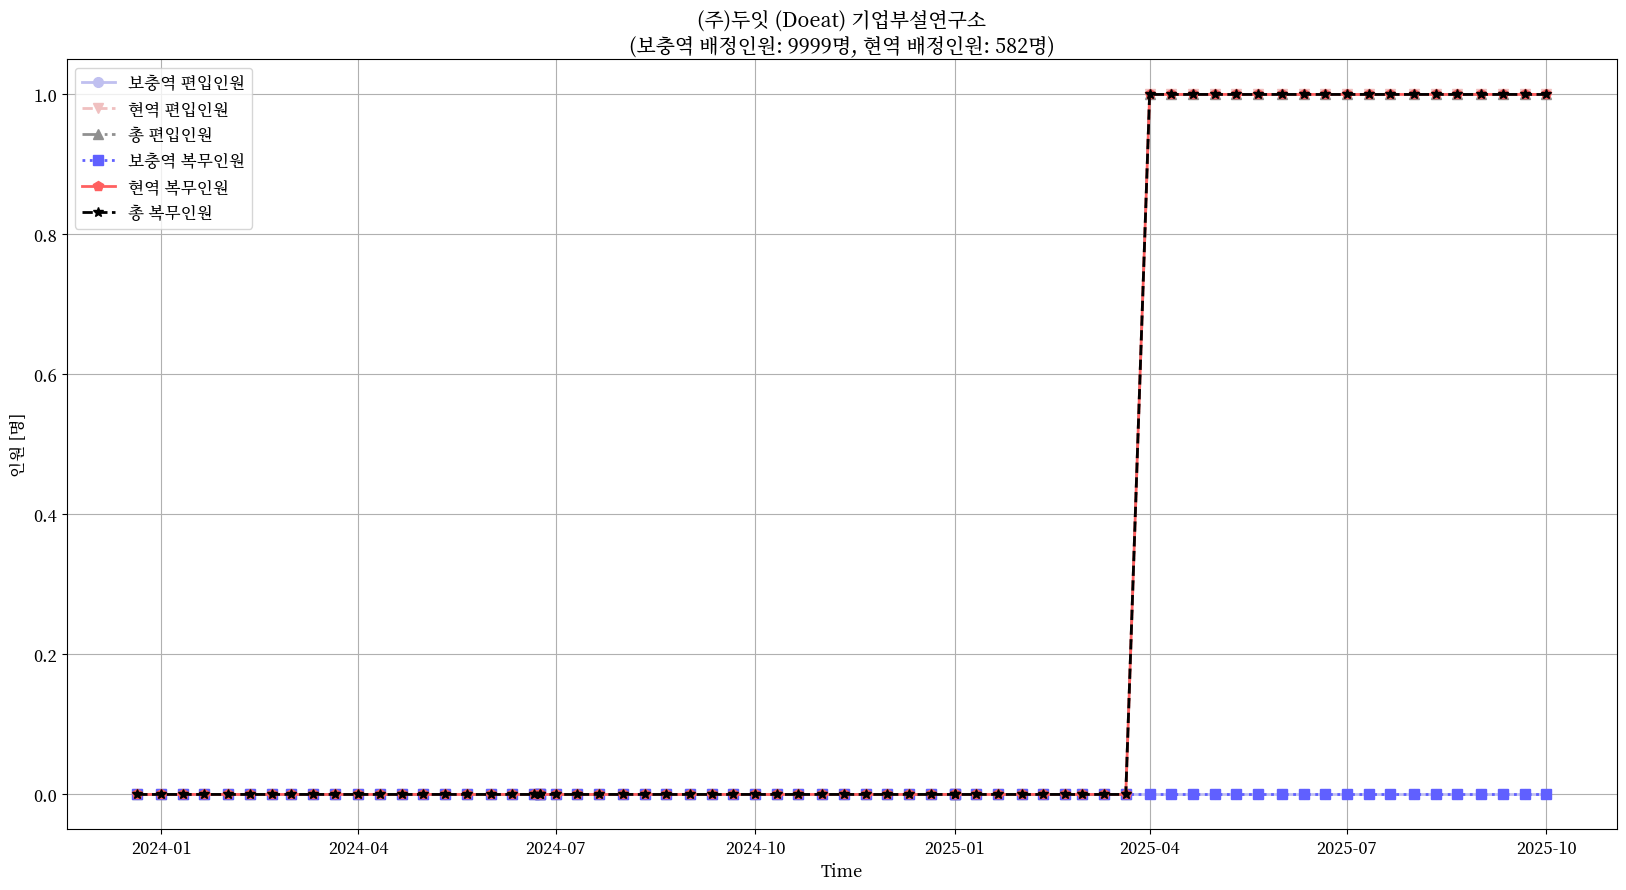 (주)두잇 (Doeat) 기업부설연구소
(보충역 배정인원: 9999명, 현역 배정인원: 582명)
보충역 편입인원
현역 편입인원
총 편입인원
보충역 복무인원
현역 복무인원
총 복무인원
1.0
0.8
0.6
0.4
0.2
0.0
인원 [명]
2024-01
2024-04
2024-07
2024-10
2025-01
2025-04
2025-07
2025-10
Time